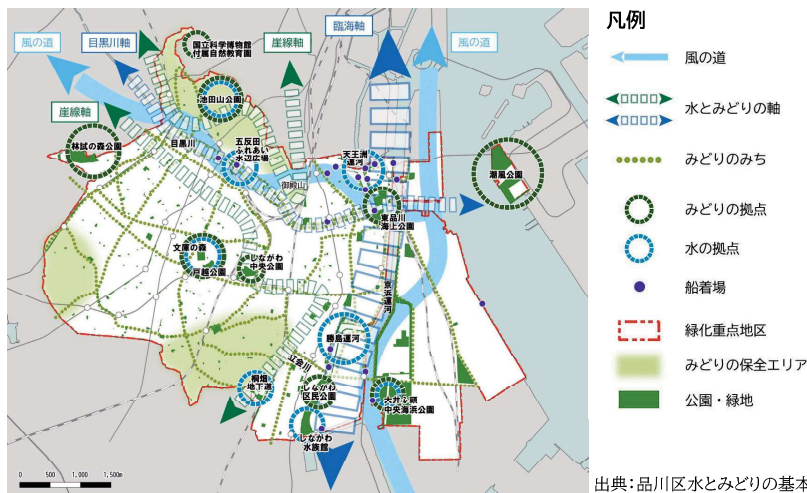 風の道
目黒川軸
崖線軸
臨海軸
風の道
国立科学博物館
付属自然教育園
池田山公園
崖線軸
林試の森公園
目黒川
五反田
ふれあい
水辺広場
天王洲
運河
潮風公園
御殿山
東品川
海上公園
文庫の森
戸越公園
しながわ
中央公園
京浜運河
勝島運河
立会川
桐畑
地下道
しながわ
区民公園
大井ふ頭
中央海浜公園
しながわ
水族館
0 500 1,000 1,500m
凡例
風の道
水とみどりの軸
みどりのみち
みどりの拠点
水の拠点
船着場
緑化重点地区
みどりの保全エリア
公園・緑地
出典：品川区水とみどりの基本